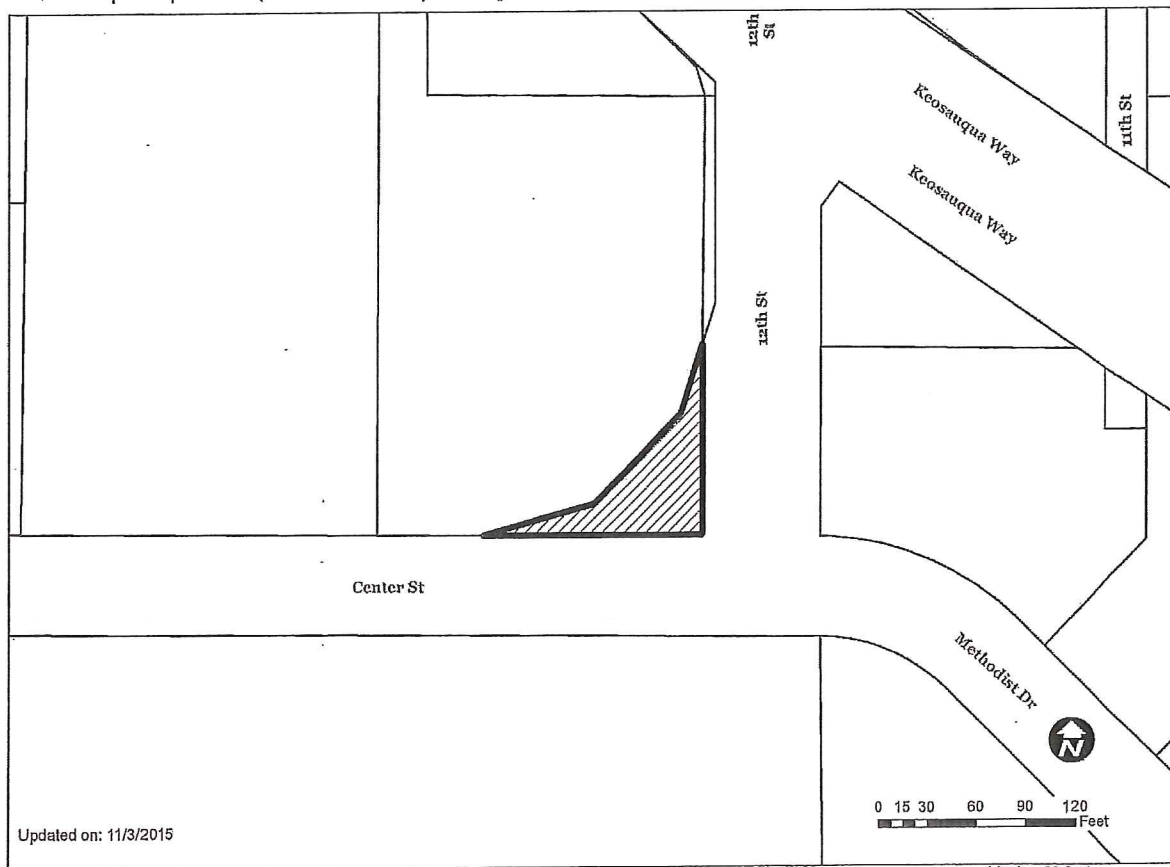 12th
St
Keosauqua Way
11th St
Keosauqua Way
12th St
Center St
Methodist Dr
N
0 15 30 60 90 120
Feet
Updated on: 11/3/2015